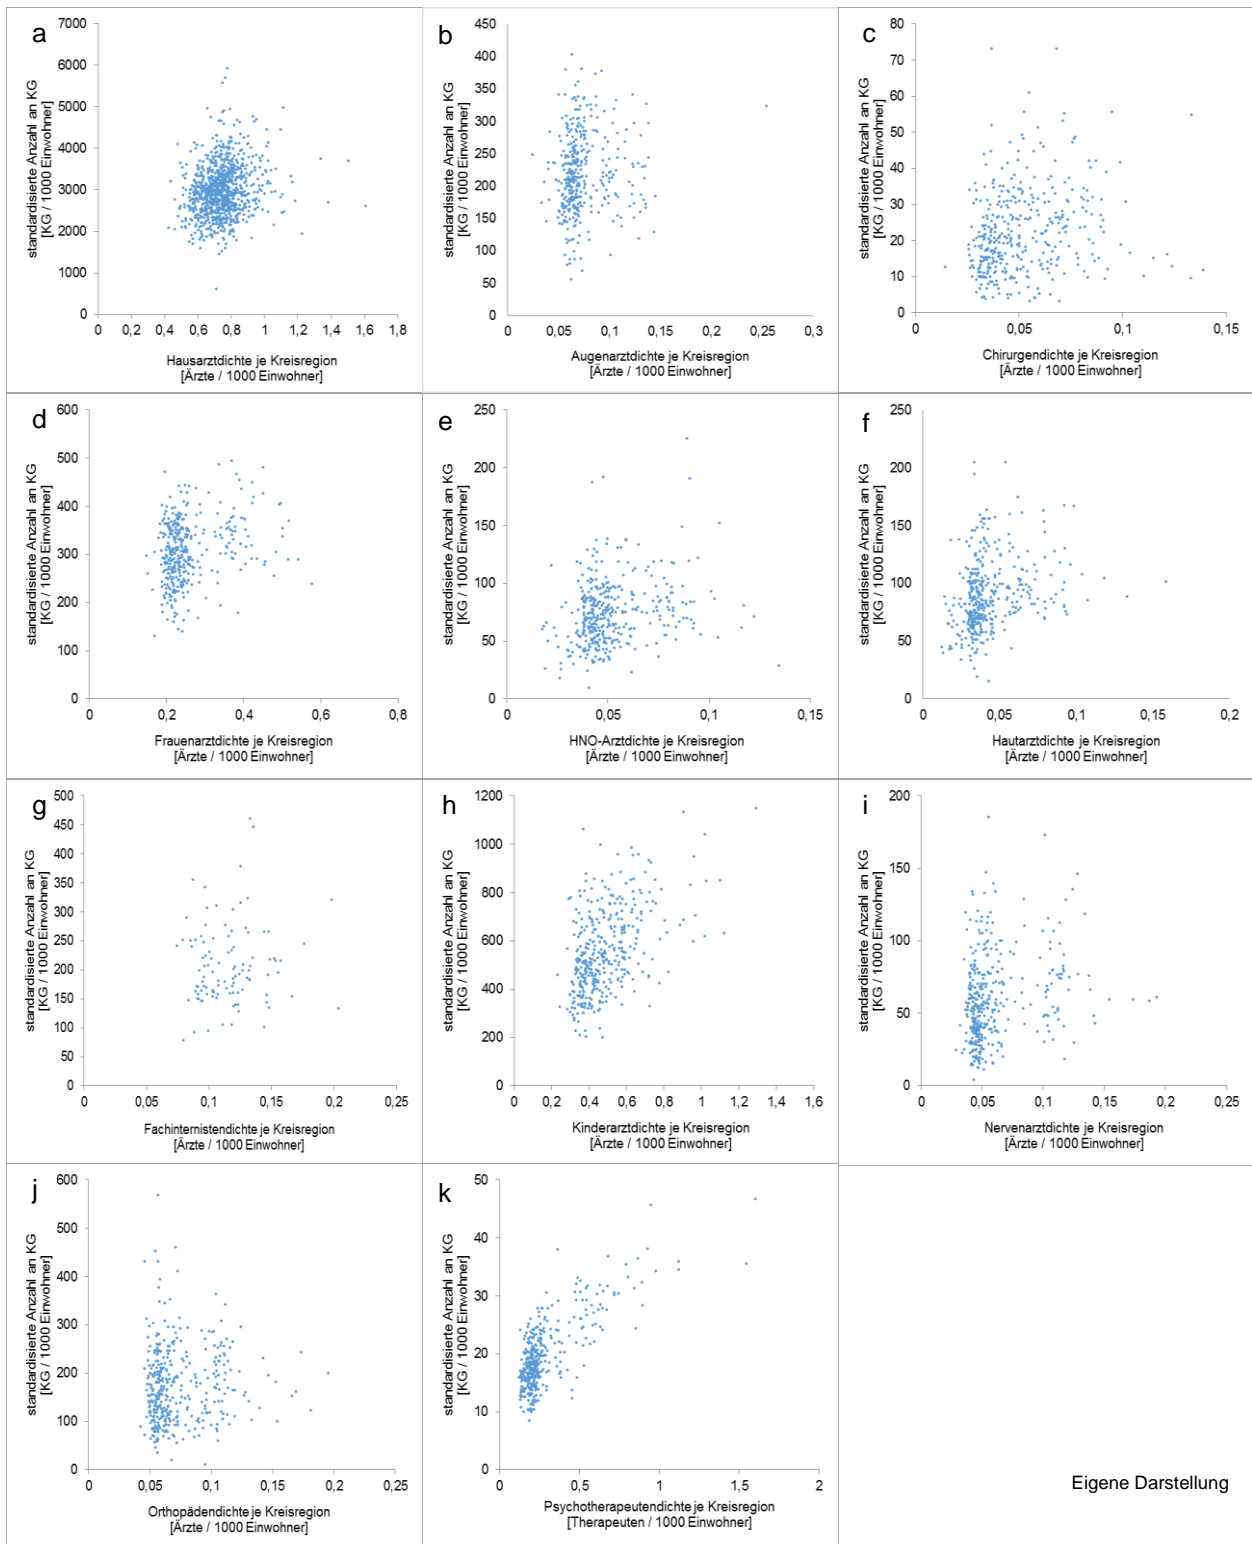 a
standardisierte Anzahl an KG
[KG / 1000 Einwohner]
7000
6000
5000
4000
3000
2000
1000
0
0 0,2 0,4 0,6 0,8 1 1,2 1,4 1,6 1,8
Hausarztdichte je Kreisregion
[Ärzte / 1000 Einwohner]
b
standardisierte Anzahl an KG
[KG / 1000 Einwohner]
450
400
350
300
250
200
150
100
50
0
0 0,05 0,1 0,15 0,2 0,25 0,3
Augenarztdichte je Kreisregion
[Ärzte / 1000 Einwohner]
c
standardisierte Anzahl an KG
[KG / 1000 Einwohner]
80
70
60
50
40
30
20
10
0
0 0,05 0,1 0,15
Chirurgendichte je Kreisregion
[Ärzte / 1000 Einwohner]
d
standardisierte Anzahl an KG
[KG / 1000 Einwohner]
600
500
400
300
200
100
0
0 0,2 0,4 0,6 0,8
Frauenarztdichte je Kreisregion
[Ärzte / 1000 Einwohner]
e
standardisierte Anzahl an KG
[KG / 1000 Einwohner]
250
200
150
100
50
0
0 0,05 0,1 0,15
HNO-Arztdichte je Kreisregion
[Ärzte / 1000 Einwohner]
f
standardisierte Anzahl an KG
[KG / 1000 Einwohner]
250
200
150
100
50
0
0 0,05 0,1 0,15 0,2
Hautarztdichte je Kreisregion
[Ärzte / 1000 Einwohner]
g
standardisierte Anzahl an KG
[KG / 1000 Einwohner]
500
450
400
350
300
250
200
150
100
50
0
0 0,05 0,1 0,15 0,2 0,25
Fachinternistendichte je Kreisregion
[Ärzte / 1000 Einwohner]
h
standardisierte Anzahl an KG
[KG / 1000 Einwohner]
1200
1000
800
600
400
200
0
0 0,2 0,4 0,6 0,8 1 1,2 1,4 1,6
Kinderarztdichte je Kreisregion
[Ärzte / 1000 Einwohner]
i
standardisierte Anzahl an KG
[KG / 1000 Einwohner]
200
150
100
50
0
0 0,05 0,1 0,15 0,2 0,25
Nervenarztdichte je Kreisregion
[Ärzte / 1000 Einwohner]
j
standardisierte Anzahl an KG
[KG / 1000 Einwohner]
600
500
400
300
200
100
0
0 0,05 0,1 0,15 0,2 0,25
Orthopädendichte je Kreisregion
[Ärzte / 1000 Einwohner]
k
standardisierte Anzahl an KG
[KG / 1000 Einwohner]
50
40
30
20
10
0
0 0,5 1 1,5 2
Psychotherapeutendichte je Kreisregion
[Therapeuten / 1000 Einwohner]
Eigene Darstellung